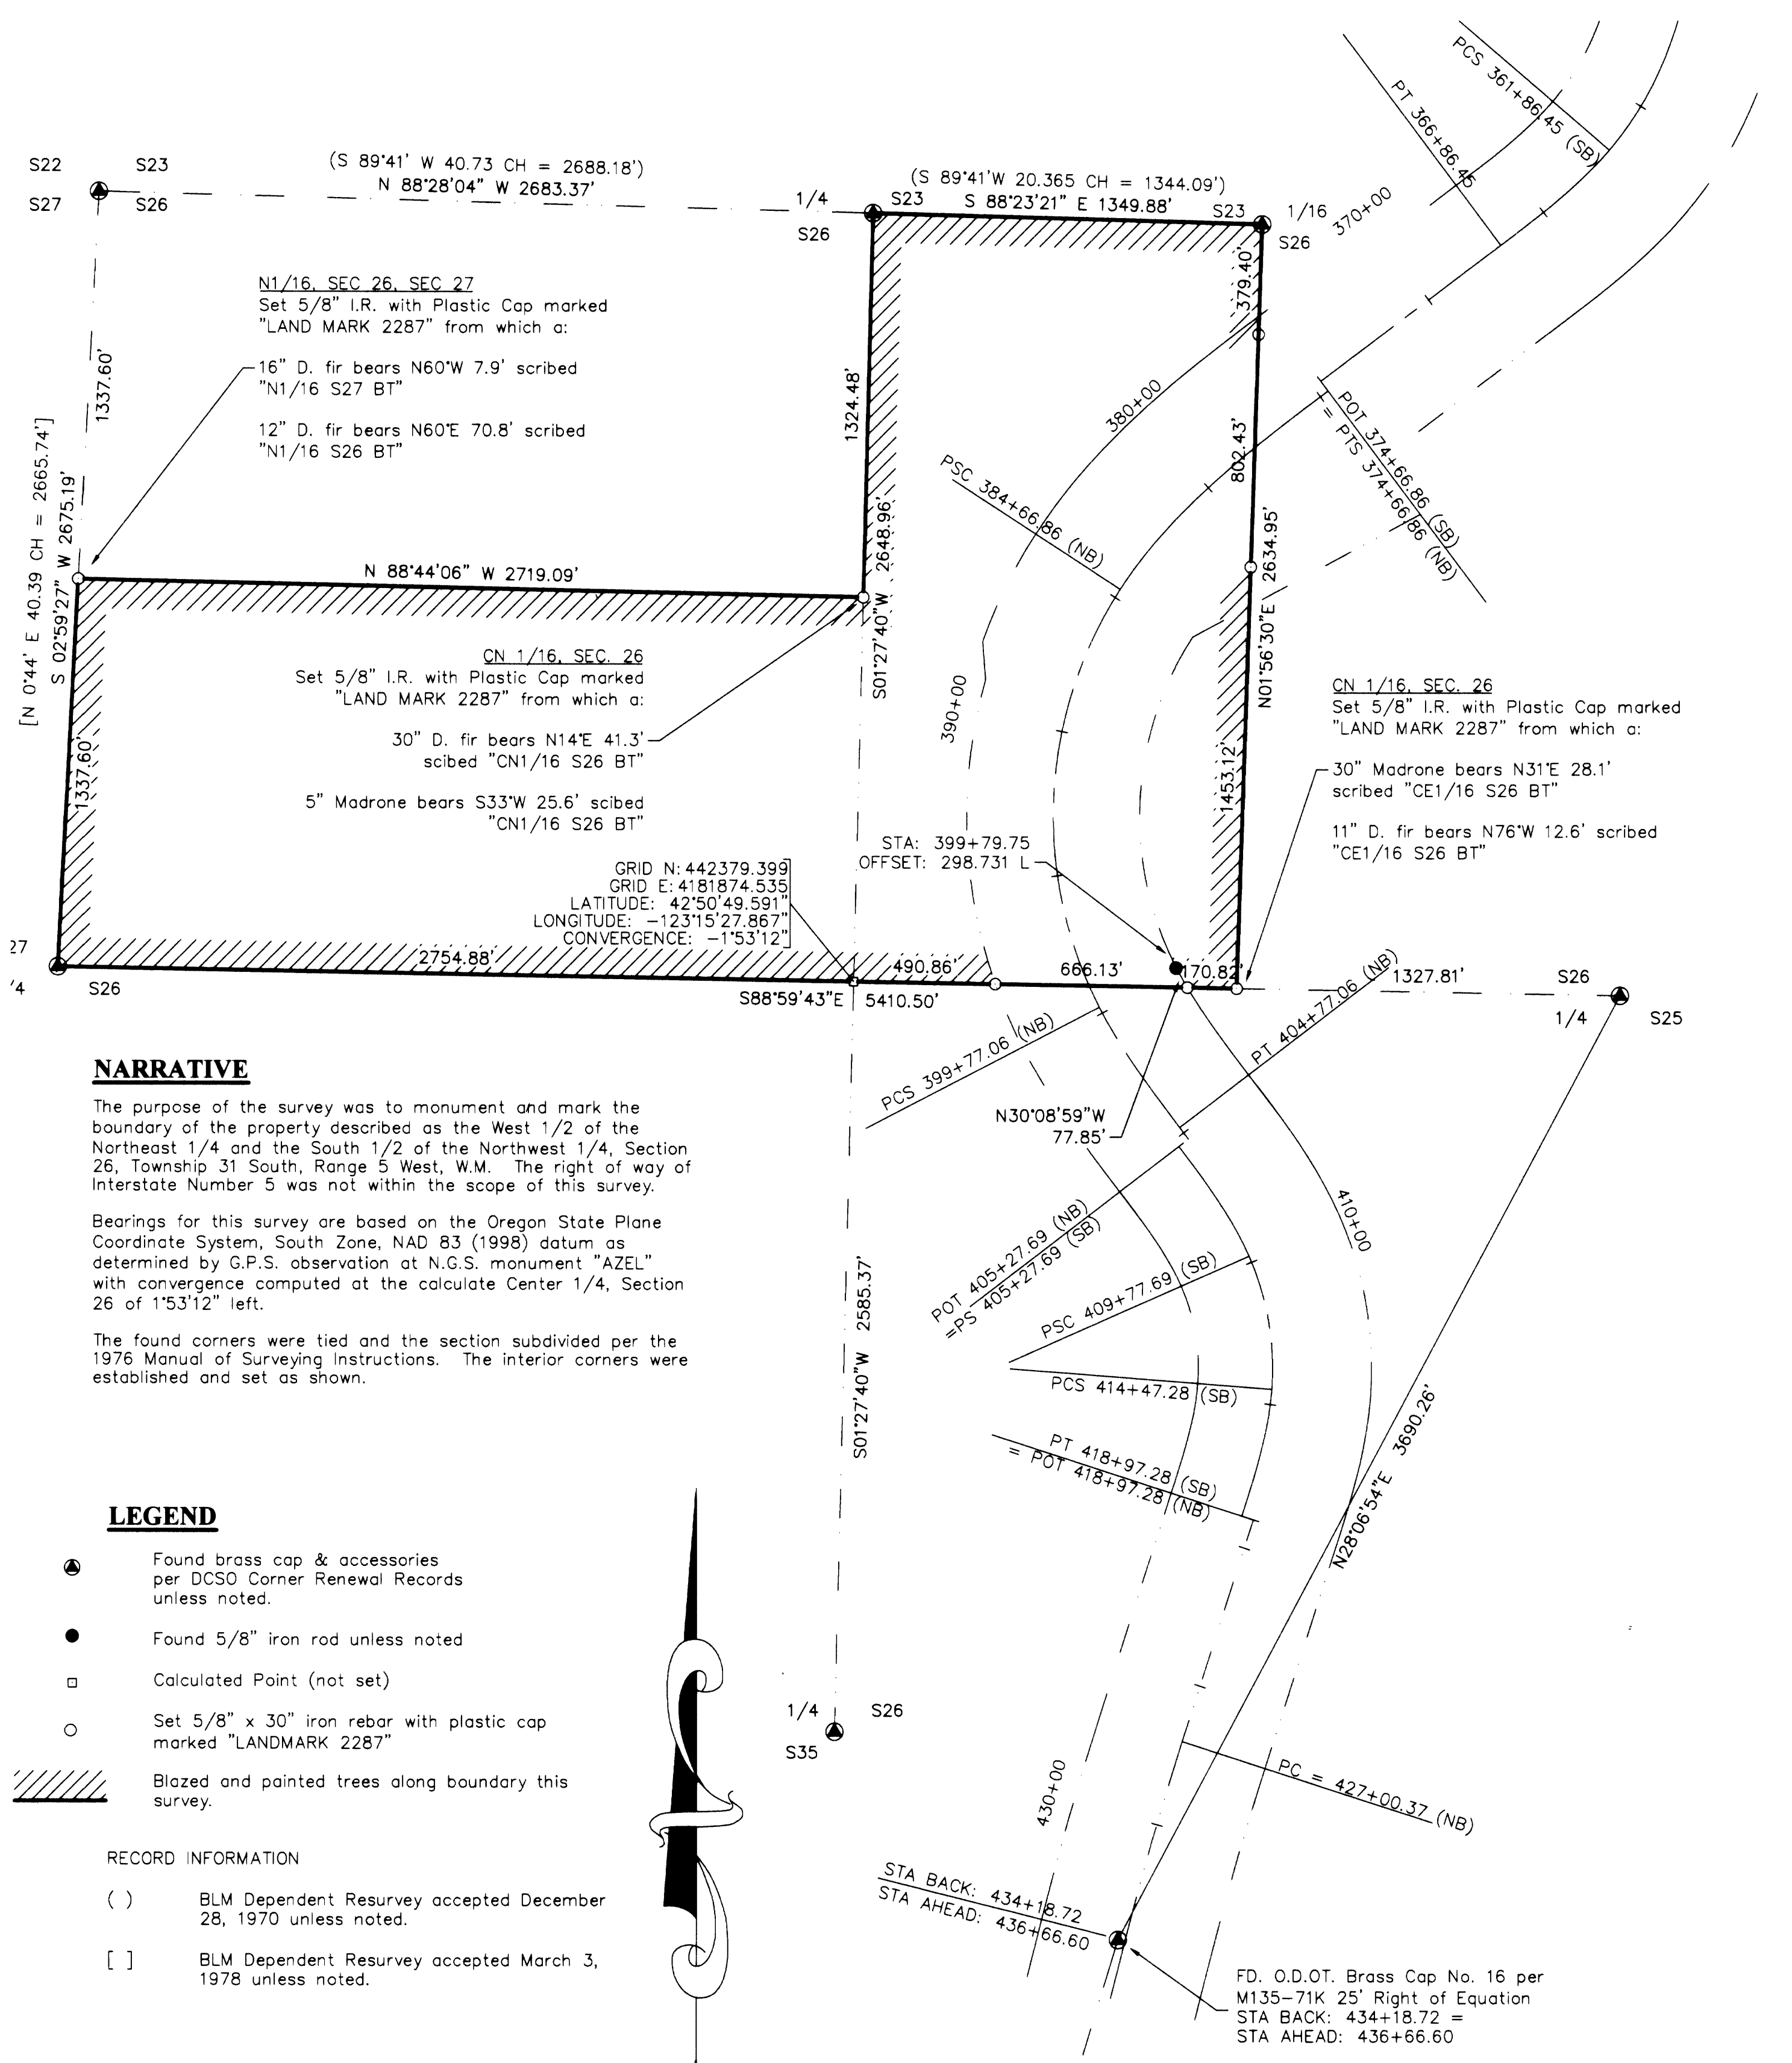 PCS 361+86.45 (SB)
PT 366+86.45
370+00
S22
S23
S27
S26
(S 89°41' W 40.73 CH = 2688.18')
N 88°28'04" W 2683.37'
1/4
S23
S26
(S 89°41'W 20.365 CH = 1344.09')
S 88°23'21" E 1349.88'
S23
1/16
S26
379.40'
1337.60'
N1/16, SEC 26, SEC 27
Set 5/8" I.R. with Plastic Cap marked
"LAND MARK 2287" from which a:
16" D. fir bears N60°W 7.9' scribed
"N1/16 S27 BT"
12" D. fir bears N60°E 70.8' scribed
"N1/16 S26 BT"
1324.48'
380+00
802.43'
POT 374+66.86 (SB)
= PTS 374+66.86 (NB)
PSC 384+66.86 (NB)
[N 0°44' E 40.39 CH = 2665.74']
S 02°59'27" W 2675.19'
N 88°44'06" W 2719.09'
S01°27'40"W 2648.96'
N01°56'30"E 2634.95'
390+00
CN 1/16, SEC. 26
Set 5/8" I.R. with Plastic Cap marked
"LAND MARK 2287" from which a:
30" D. fir bears N14°E 41.3'
scibed "CN1/16 S26 BT"
5" Madrone bears S33°W 25.6' scibed
"CN1/16 S26 BT"
CN 1/16, SEC. 26
Set 5/8" I.R. with Plastic Cap marked
"LAND MARK 2287" from which a:
30" Madrone bears N31°E 28.1'
scribed "CE1/16 S26 BT"
11" D. fir bears N76°W 12.6' scribed
"CE1/16 S26 BT"
1337.60'
1453.12'
STA: 399+79.75
OFFSET: 298.731 L
GRID N: 442379.399
GRID E: 4181874.535
LATITUDE: 42°50'49.591"
LONGITUDE: -123°15'27.867"
CONVERGENCE: -1°53'12"
27
/4
S26
2754.88'
490.86'
666.13'
170.82'
1327.81'
S26
1/4
S25
S88°59'43"E 5410.50'
PCS 399+77.06 (NB)
PT 404+77.06 (NB)
N30°08'59"W
77.85'
NARRATIVE
The purpose of the survey was to monument and mark the
boundary of the property described as the West 1/2 of the
Northeast 1/4 and the South 1/2 of the Northwest 1/4, Section
26, Township 31 South, Range 5 West, W.M. The right of way of
Interstate Number 5 was not within the scope of this survey.
Bearings for this survey are based on the Oregon State Plane
Coordinate System, South Zone, NAD 83 (1998) datum as
determined by G.P.S. observation at N.G.S. monument "AZEL"
with convergence computed at the calculate Center 1/4, Section
26 of 1°53'12" left.
The found corners were tied and the section subdivided per the
1976 Manual of Surveying Instructions. The interior corners were
established and set as shown.
410+00
POT 405+27.69 (NB)
=PS 405+27.69 (SB)
PSC 409+77.69 (SB)
PCS 414+47.28 (SB)
S01°27'40"W 2585.37'
PT 418+97.28 (SB)
= POT 418+97.28 (NB)
N28°06'54"E 3690.26'
LEGEND
Found brass cap & accessories
per DCSO Corner Renewal Records
unless noted.
Found 5/8" iron rod unless noted
Calculated Point (not set)
Set 5/8" x 30" iron rebar with plastic cap
marked "LANDMARK 2287"
Blazed and painted trees along boundary this
survey.
RECORD INFORMATION
( ) BLM Dependent Resurvey accepted December
28, 1970 unless noted.
[ ] BLM Dependent Resurvey accepted March 3,
1978 unless noted.
1/4
S26
S35
430+00
PC = 427+00.37 (NB)
STA BACK: 434+18.72
STA AHEAD: 436+66.60
FD. O.D.OT. Brass Cap No. 16 per
M135-71K 25' Right of Equation
STA BACK: 434+18.72 =
STA AHEAD: 436+66.60